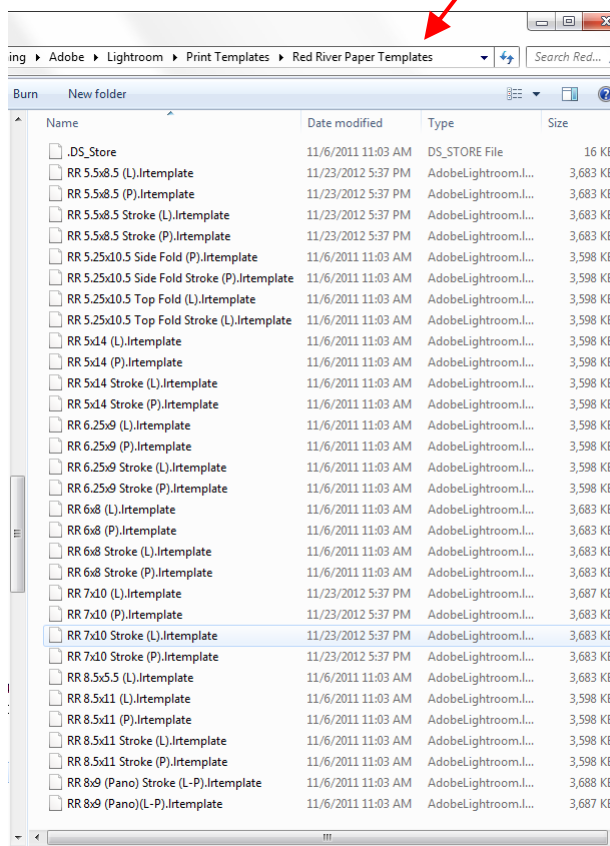 ing ▸ Adobe ▸ Lightroom ▸ Print Templates ▸ Red River Paper Templates Search Red...
Burn New folder
Name Date modified Type Size
.DS_Store 11/6/2011 11:03 AM DS_STORE File 16 KB
RR 5.5x8.5 (L).lrtemplate 11/23/2012 5:37 PM AdobeLightroom.l... 3,683 KB
RR 5.5x8.5 (P).lrtemplate 11/23/2012 5:37 PM AdobeLightroom.l... 3,683 KB
RR 5.5x8.5 Stroke (L).lrtemplate 11/23/2012 5:37 PM AdobeLightroom.l... 3,683 KB
RR 5.5x8.5 Stroke (P).lrtemplate 11/23/2012 5:37 PM AdobeLightroom.l... 3,683 KB
RR 5.25x10.5 Side Fold (P).lrtemplate 11/6/2011 11:03 AM AdobeLightroom.l... 3,598 KB
RR 5.25x10.5 Side Fold Stroke (P).lrtemplate 11/6/2011 11:03 AM AdobeLightroom.l... 3,598 KB
RR 5.25x10.5 Top Fold (L).lrtemplate 11/6/2011 11:03 AM AdobeLightroom.l... 3,598 KB
RR 5.25x10.5 Top Fold Stroke (L).lrtemplate 11/6/2011 11:03 AM AdobeLightroom.l... 3,598 KB
RR 5x14 (L).lrtemplate 11/6/2011 11:03 AM AdobeLightroom.l... 3,598 KB
RR 5x14 (P).lrtemplate 11/6/2011 11:03 AM AdobeLightroom.l... 3,598 KB
RR 5x14 Stroke (L).lrtemplate 11/6/2011 11:03 AM AdobeLightroom.l... 3,598 KB
RR 5x14 Stroke (P).lrtemplate 11/6/2011 11:03 AM AdobeLightroom.l... 3,598 KB
RR 6.25x9 (L).lrtemplate 11/6/2011 11:03 AM AdobeLightroom.l... 3,598 KB
RR 6.25x9 (P).lrtemplate 11/6/2011 11:03 AM AdobeLightroom.l... 3,598 KB
RR 6.25x9 Stroke (L).lrtemplate 11/6/2011 11:03 AM AdobeLightroom.l... 3,598 KB
RR 6.25x9 Stroke (P).lrtemplate 11/6/2011 11:03 AM AdobeLightroom.l... 3,598 KB
RR 6x8 (L).lrtemplate 11/6/2011 11:03 AM AdobeLightroom.l... 3,683 KB
RR 6x8 (P).lrtemplate 11/6/2011 11:03 AM AdobeLightroom.l... 3,683 KB
RR 6x8 Stroke (L).lrtemplate 11/6/2011 11:03 AM AdobeLightroom.l... 3,683 KB
RR 6x8 Stroke (P).lrtemplate 11/6/2011 11:03 AM AdobeLightroom.l... 3,683 KB
RR 7x10 (L).lrtemplate 11/23/2012 5:37 PM AdobeLightroom.l... 3,687 KB
RR 7x10 (P).lrtemplate 11/23/2012 5:37 PM AdobeLightroom.l... 3,683 KB
RR 7x10 Stroke (L).lrtemplate 11/23/2012 5:37 PM AdobeLightroom.l... 3,683 KB
RR 7x10 Stroke (P).lrtemplate 11/23/2012 5:37 PM AdobeLightroom.l... 3,683 KB
RR 8.5x5.5 (L).lrtemplate 11/6/2011 11:03 AM AdobeLightroom.l... 3,683 KB
RR 8.5x11 (L).lrtemplate 11/6/2011 11:03 AM AdobeLightroom.l... 3,598 KB
RR 8.5x11 (P).lrtemplate 11/6/2011 11:03 AM AdobeLightroom.l... 3,598 KB
RR 8.5x11 Stroke (L).lrtemplate 11/6/2011 11:03 AM AdobeLightroom.l... 3,598 KB
RR 8.5x11 Stroke (P).lrtemplate 11/6/2011 11:03 AM AdobeLightroom.l... 3,598 KB
RR 8x9 (Pano) Stroke (L-P).lrtemplate 11/6/2011 11:03 AM AdobeLightroom.l... 3,688 KB
RR 8x9 (Pano)(L-P).lrtemplate 11/6/2011 11:03 AM AdobeLightroom.l... 3,687 KB